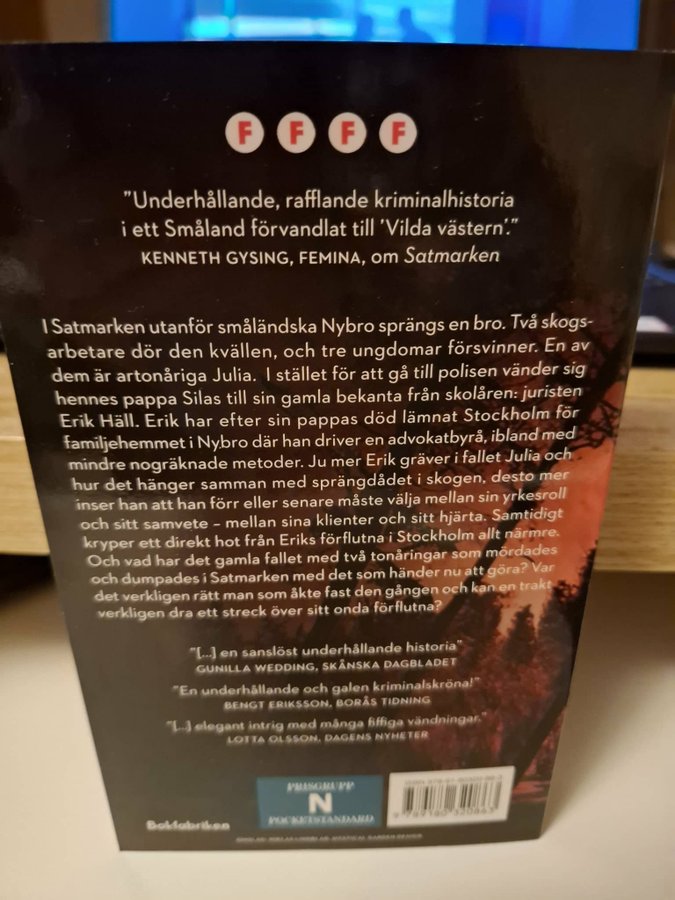 F F F F
”Underhållande, rafflande kriminalhistoria
i ett Småland förvandlat till ’Vilda västern’.”
KENNETH GYSING, FEMINA, om Satmarken
I Satmarken utanför småländska Nybro sprängs en bro. Två skogs-
arbetare dör den kvällen, och tre ungdomar försvinner. En av
dem är artonåriga Julia. I stället för att gå till polisen vänder sig
hennes pappa Silas till sin gamla bekanta från skolåren: juristen
Erik Häll. Erik har efter sin pappas död lämnat Stockholm för
familjehemmet i Nybro där han driver en advokatbyrå, ibland med
mindre nogräknade metoder. Ju mer Erik gräver i fallet Julia och
hur det hänger samman med sprängdådet i skogen, desto mer
inser han att han förr eller senare måste välja mellan sin yrkesroll
och sitt samvete – mellan sina klienter och sitt hjärta. Samtidigt
kryper ett direkt hot från Eriks förflutna i Stockholm allt närmre.
Och vad har det gamla fallet med två tonåringar som mördades
och dumpades i Satmarken med det som händer nu att göra? Var
det verkligen rätt man som åkte fast den gången och kan en trakt
verkligen dra ett streck över sitt onda förflutna?
”[...] en sanslöst underhållande historia”
GUNILLA WEDDING, SKÅNSKA DAGBLADET
”En underhållande och galen kriminalskröna!”
BENGT ERIKSSON, BORÅS TIDNING
”[...] elegant intrig med många fiffiga vändningar.”
LOTTA OLSSON, DAGENS NYHETER
Bokfabriken
PRISGRUPP
N
POCKETSTANDARD
9 789180 320863